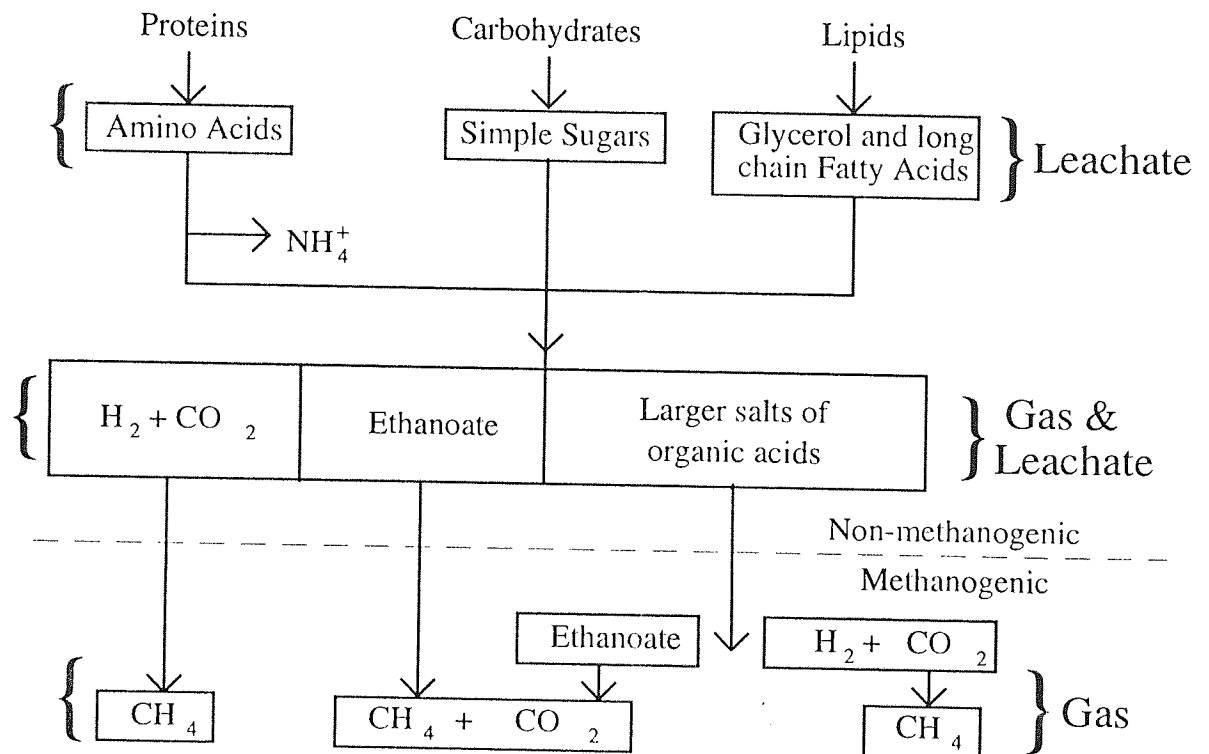 Proteins
Carbohydrates
Lipids
Amino Acids
Simple Sugars
Glycerol and long
chain Fatty Acids
Leachate
NH₄⁺
H₂ + CO₂
Ethanoate
Larger salts of
organic acids
Gas &
Leachate
Non-methanogenic
Methanogenic
Ethanoate
H₂ + CO₂
CH₄
CH₄ + CO₂
CH₄
Gas